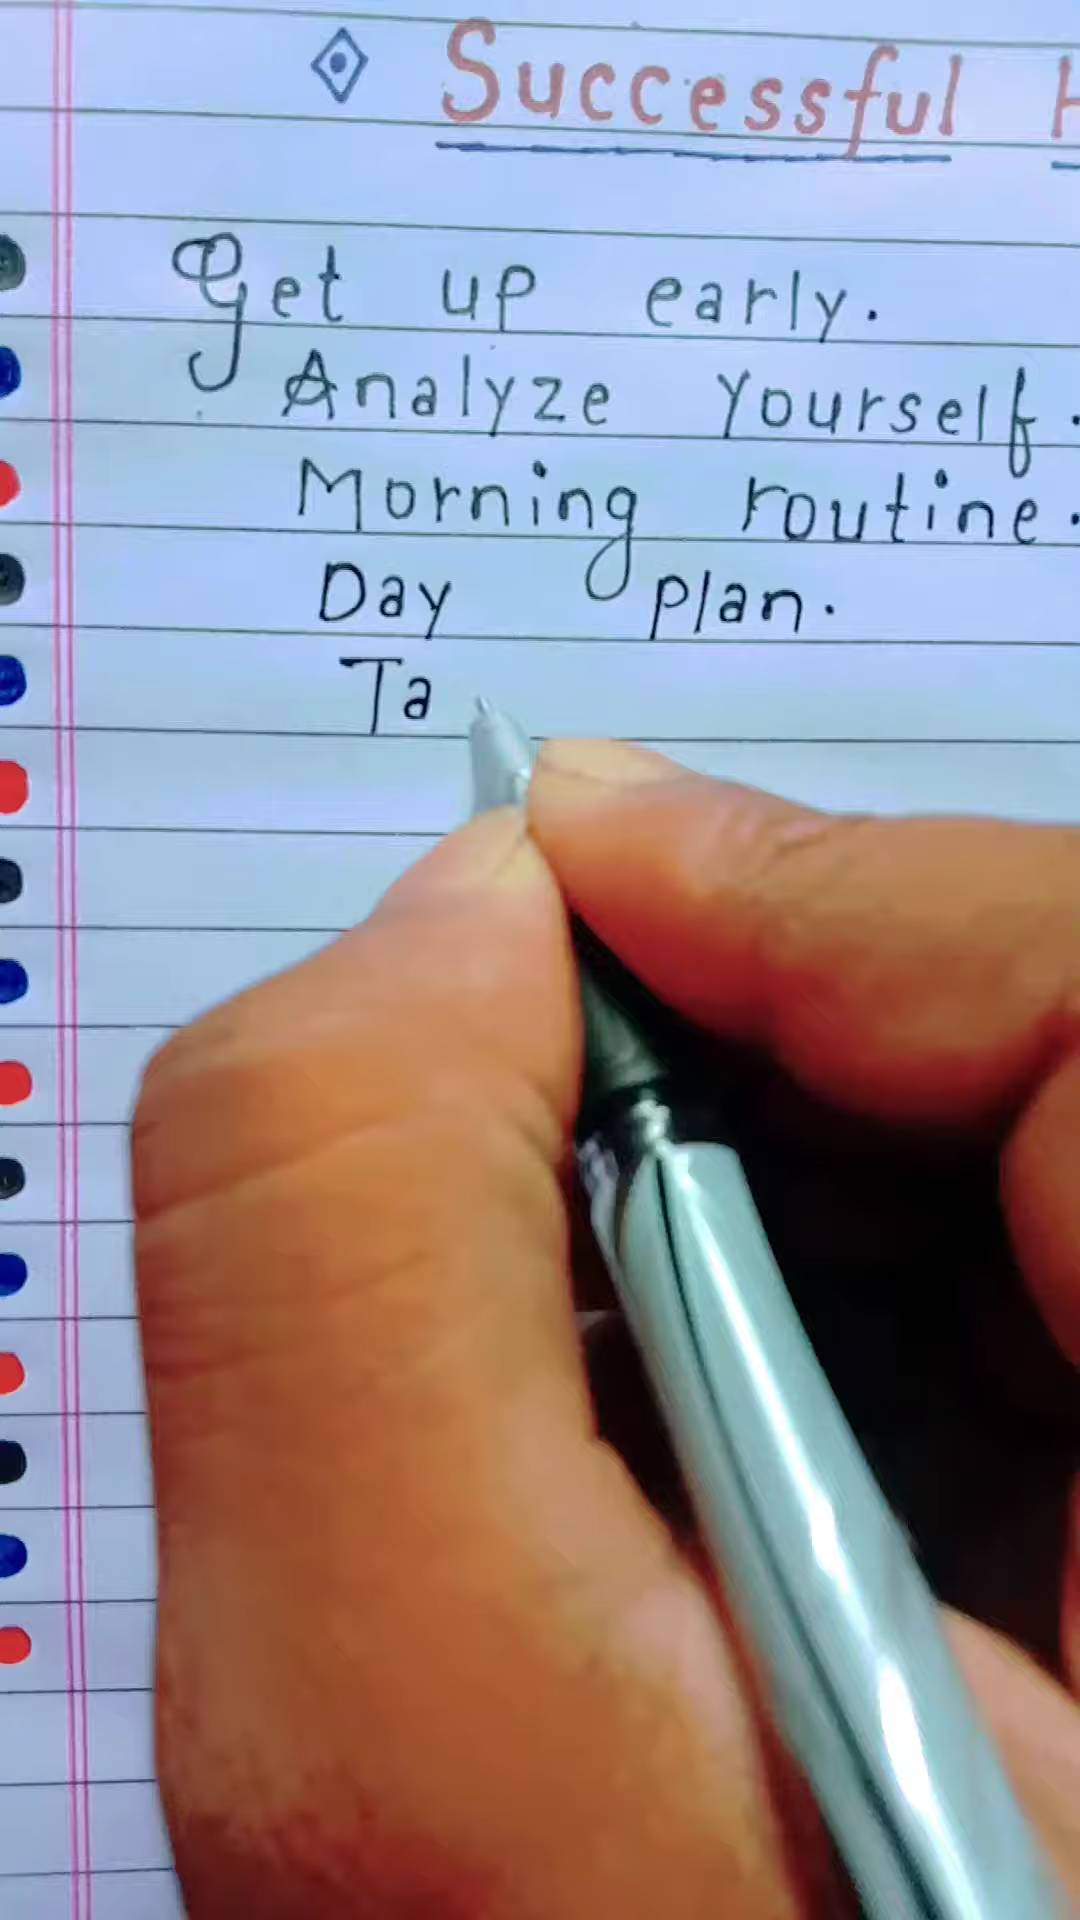 Successful H
Get up early.
Analyze yourself.
Morning routine.
Day plan.
Ta